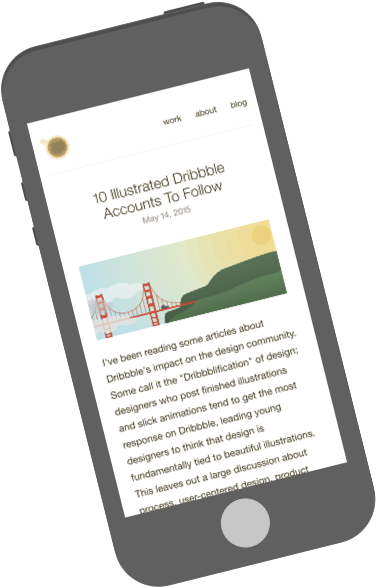 work about blog
10 Illustrated Dribbble
Accounts To Follow
May 14, 2015
I've been reading some articles about
Dribbble's impact on the design community.
Some call it the "Dribbblification" of design;
designers who post finished illustrations
and slick animations tend to get the most
response on Dribbble, leading young
designers to think that design is
fundamentally tied to beautiful illustrations.
This leaves out a large discussion about
process, user-centered design, product